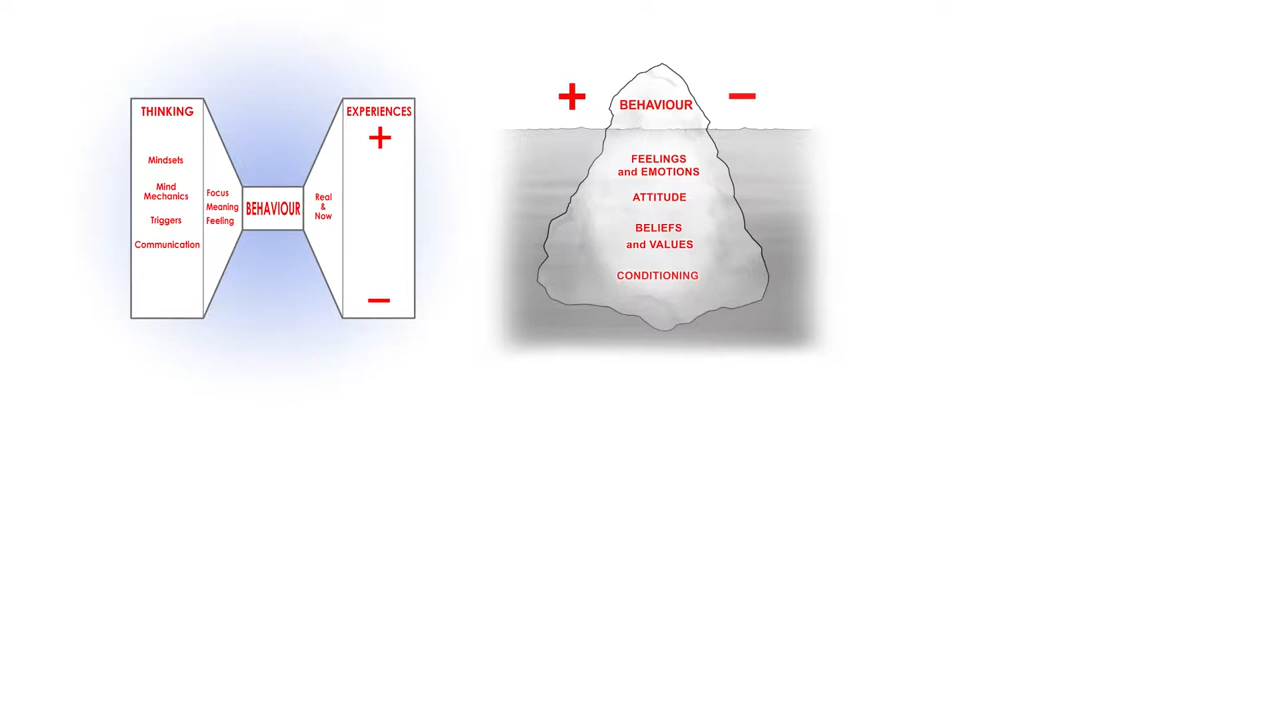 THINKING
Mindsets
Mind
Mechanics
Triggers
Communication
Focus
Meaning
Feeling
BEHAVIOUR
Real
&
Now
EXPERIENCES
+
−
+
BEHAVIOUR
−
FEELINGS
and EMOTIONS
ATTITUDE
BELIEFS
and VALUES
CONDITIONING